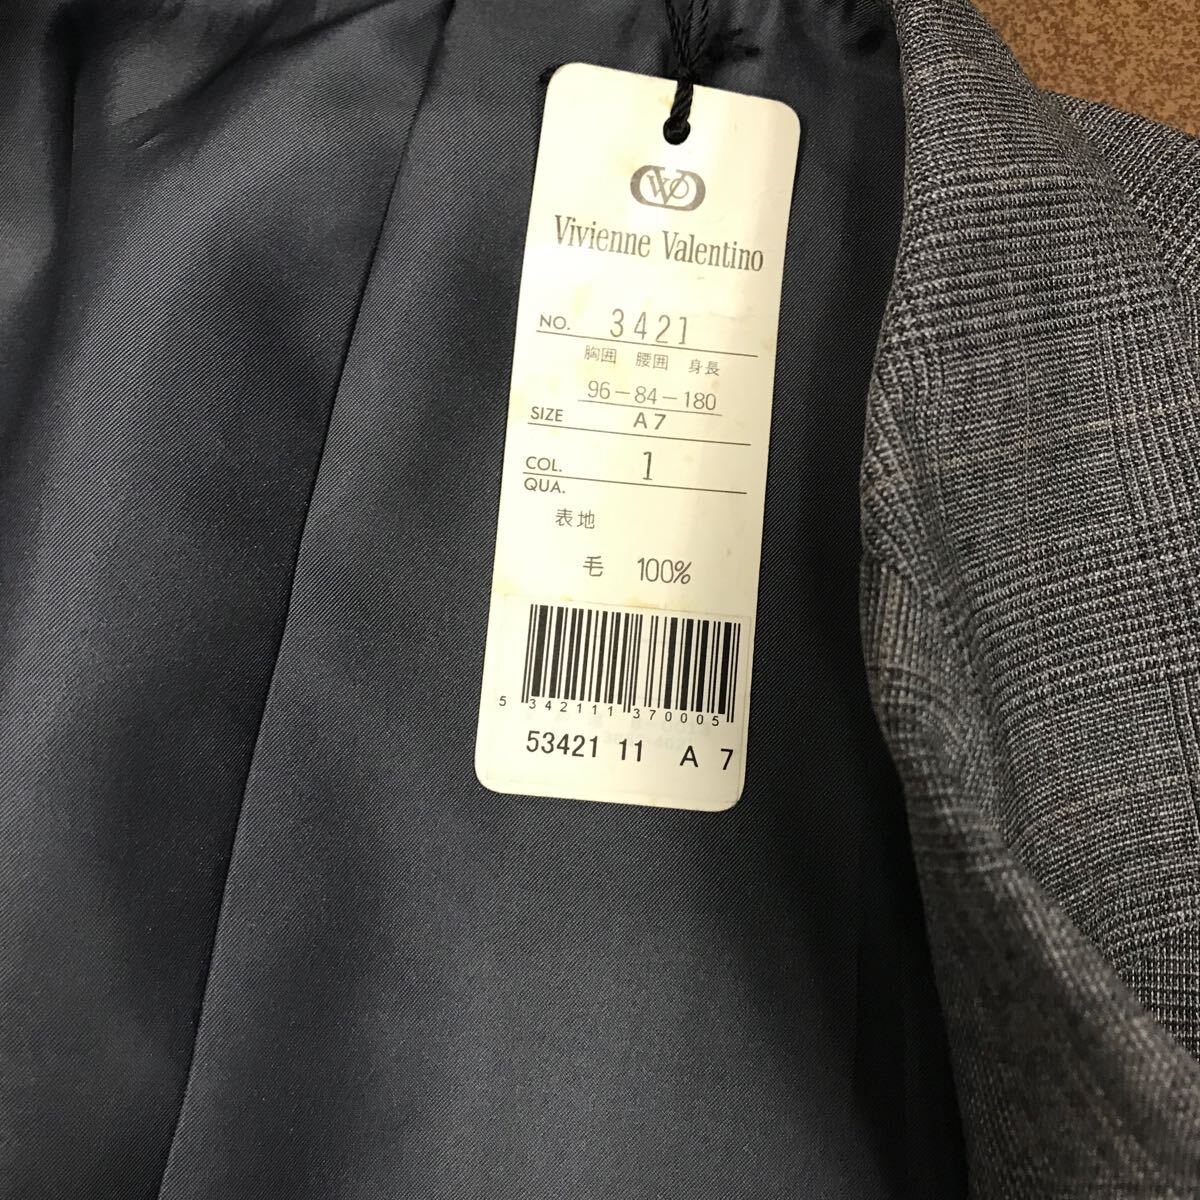 Vivienne Valentino
NO. 3421
胸囲 腰囲 身長
96-84-180
SIZE A7
COL. 1
QUA.
表地
毛 100%
5 342111 370005
53421 11 A 7